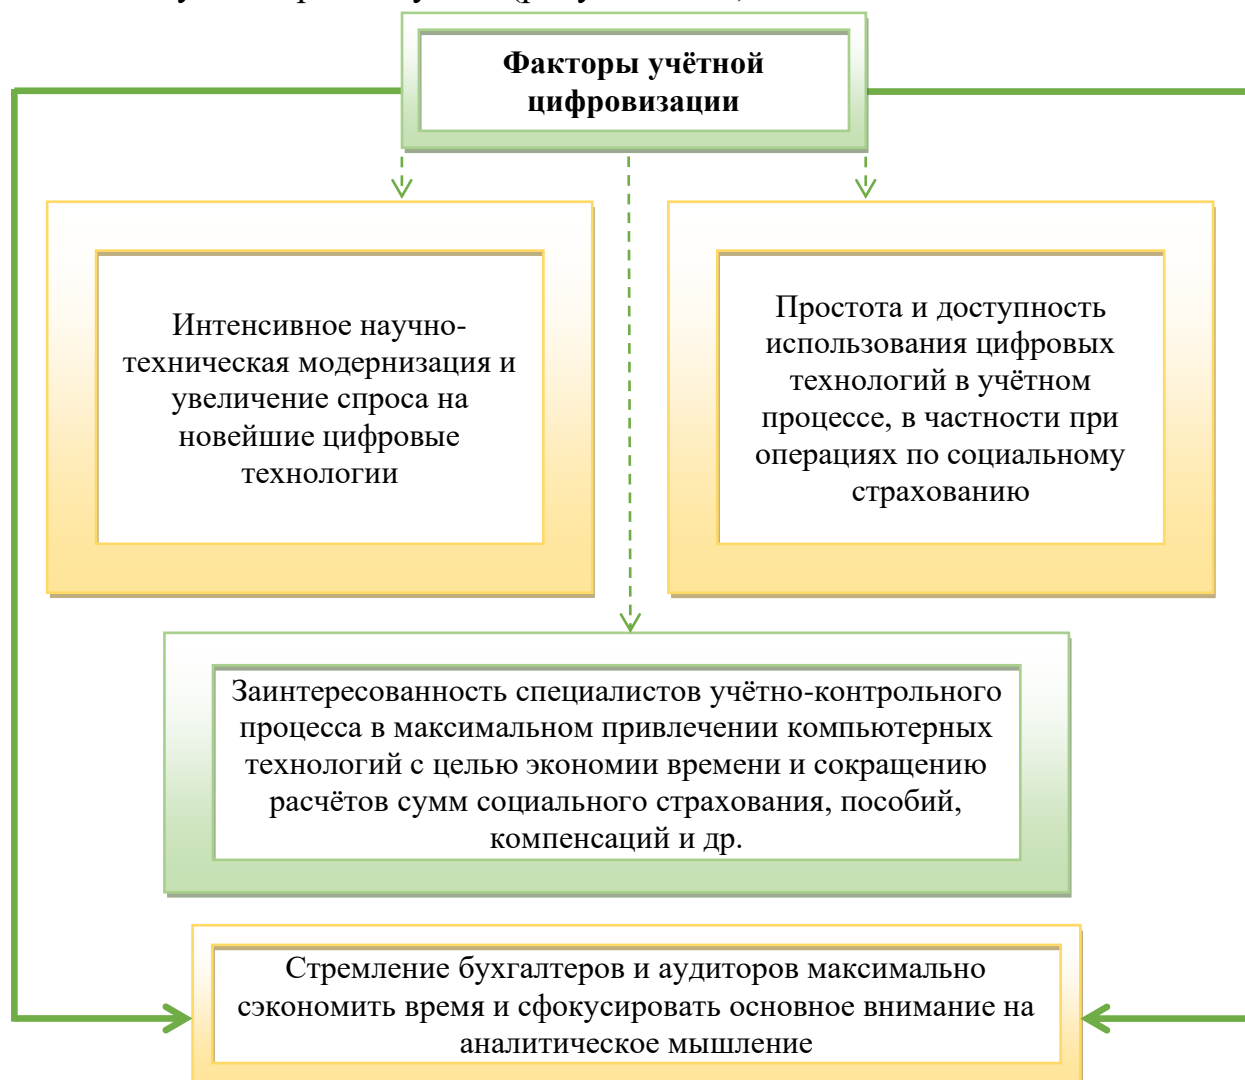 Факторы учётной
цифровизации
Интенсивное научно-
техническая модернизация и
увеличение спроса на
новейшие цифровые
технологии
Простота и доступность
использования цифровых
технологий в учётном
процессе, в частности при
операциях по социальному
страхованию
Заинтересованность специалистов учётно-контрольного
процесса в максимальном привлечении компьютерных
технологий с целью экономии времени и сокращению
расчётов сумм социального страхования, пособий,
компенсаций и др.
Стремление бухгалтеров и аудиторов максимально
сэкономить время и сфокусировать основное внимание на
аналитическое мышление